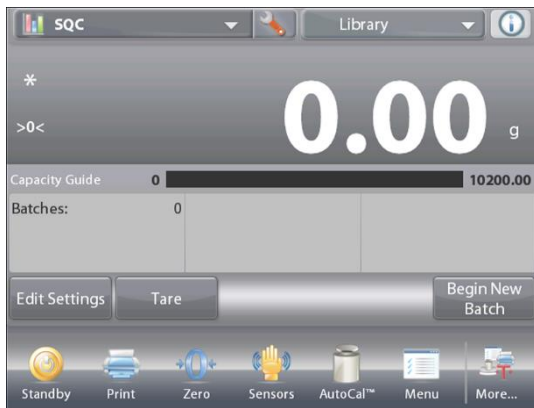 SQC Library
*
>0< 0.00 g
Capacity Guide 0 10200.00
Batches: 0
Edit Settings Tare Begin New
Batch
Standby Print Zero Sensors AutoCal™ Menu More...